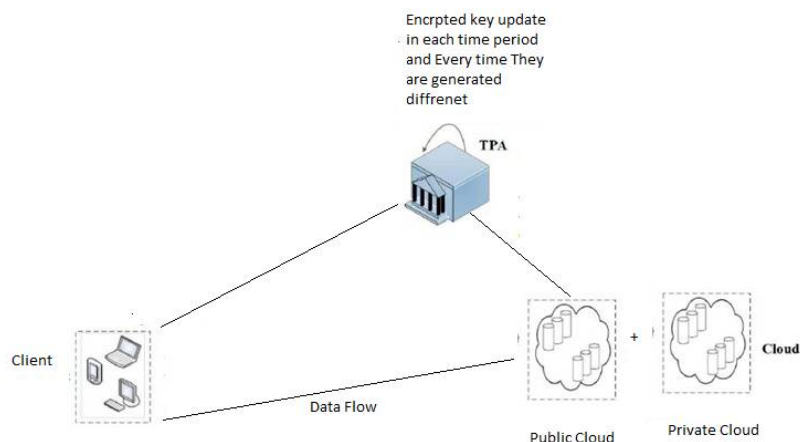 Encrpted key update
in each time period
and Every time They
are generated
diffrenet
TPA
Client
Data Flow
+
Cloud
Public Cloud
Private Cloud